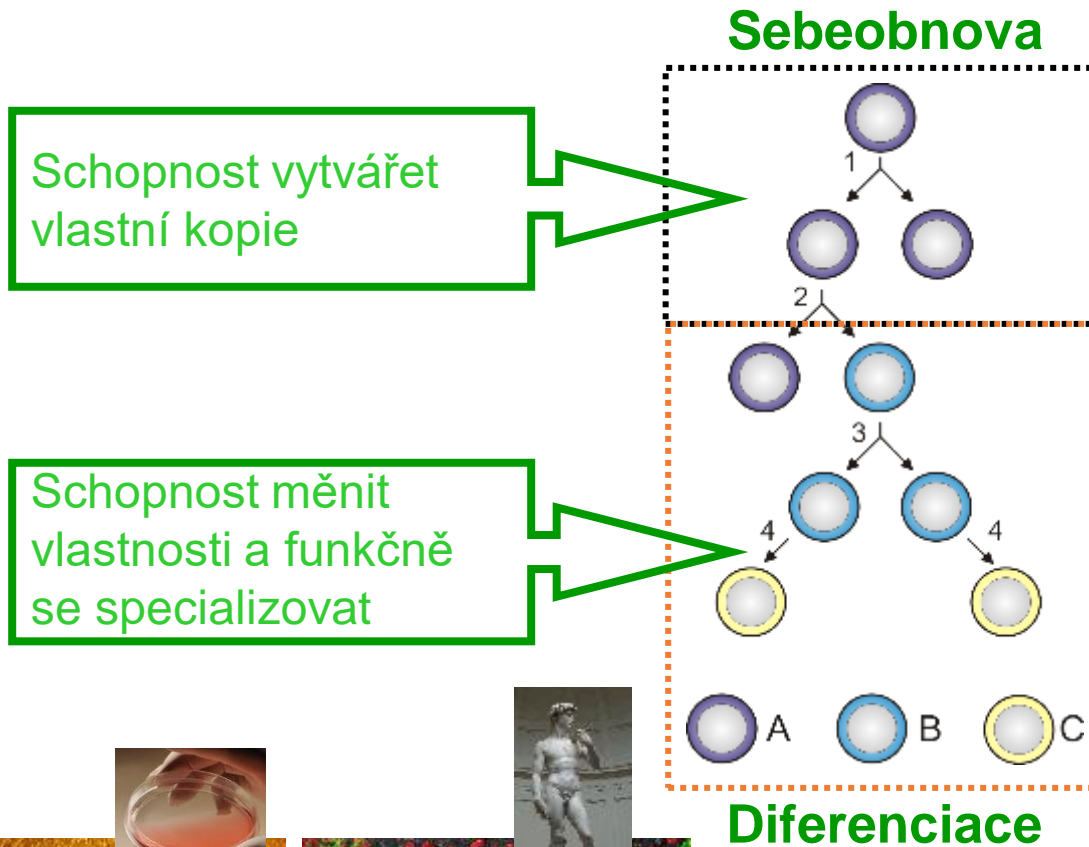 Sebeobnova
Schopnost vytvářet
vlastní kopie
1
2
3
Schopnost měnit
vlastnosti a funkčně
se specializovat
4 4
A B C
Diferenciace